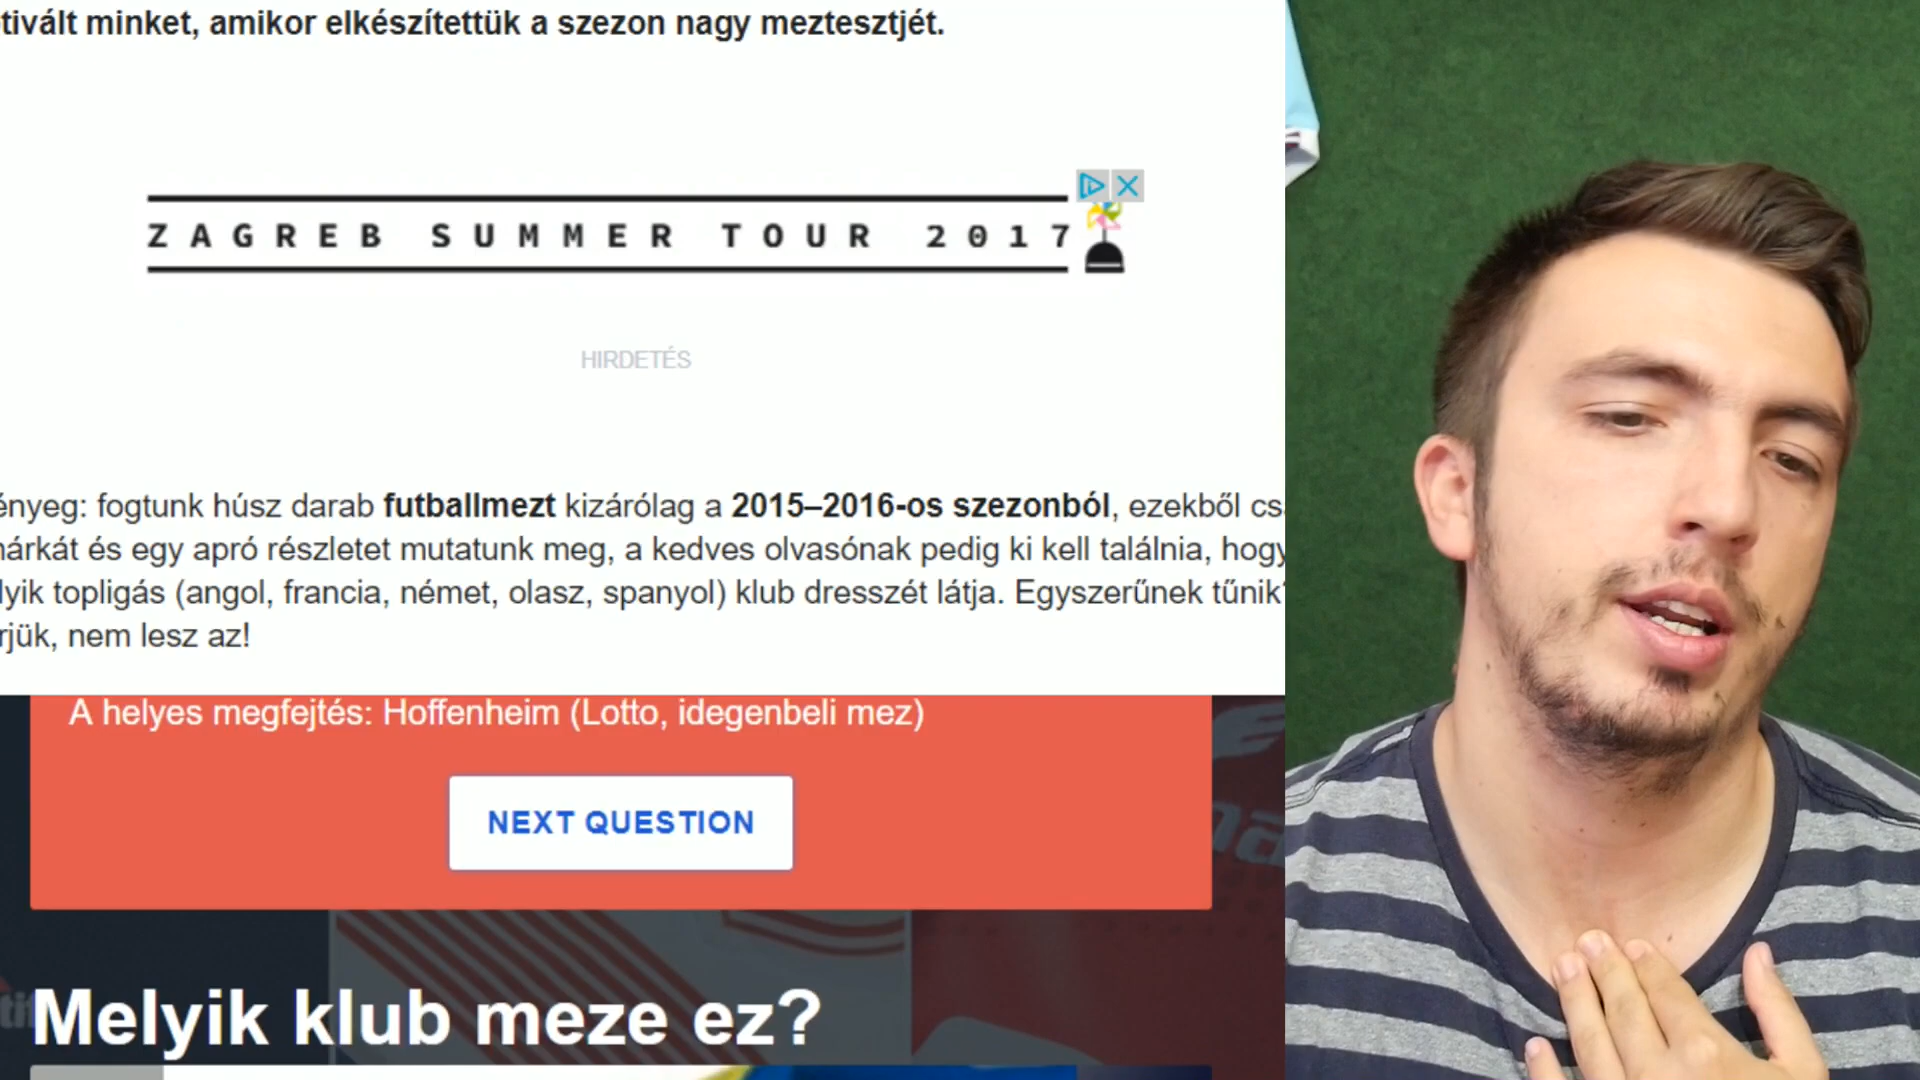 tivált minket, amikor elkészítettük a szezon nagy meztesztjét.
ZAGREB SUMMER TOUR 2017
HIRDETÉS
ényeg: fogtunk húsz darab futballmezt kizárólag a 2015–2016-os szezonból, ezekből cs
márkát és egy apró részletet mutatunk meg, a kedves olvasónak pedig ki kell találnia, hogy
lyik topligás (angol, francia, német, olasz, spanyol) klub dresszét látja. Egyszerűnek tűnik?
rjük, nem lesz az!
A helyes megfejtés: Hoffenheim (Lotto, idegenbeli mez)
NEXT QUESTION
Melyik klub meze ez?